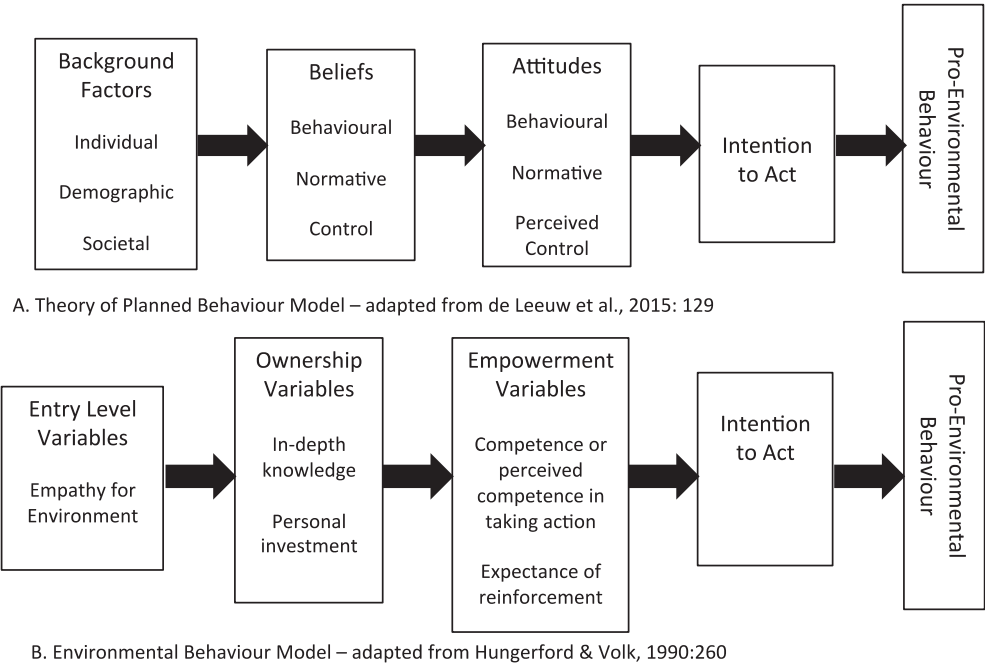 Background
Factors
Individual
Demographic
Societal
Beliefs
Behavioural
Normative
Control
Attitudes
Behavioural
Normative
Perceived
Control
Intention
to Act
Pro-Environmental
Behaviour
A. Theory of Planned Behaviour Model – adapted from de Leeuw et al., 2015: 129
Entry Level
Variables
Empathy for
Environment
Ownership
Variables
In-depth
knowledge
Personal
investment
Empowerment
Variables
Competence or
perceived
competence in
taking action
Expectance of
reinforcement
Intention
to Act
Pro-Environmental
Behaviour
B. Environmental Behaviour Model – adapted from Hungerford & Volk, 1990:260